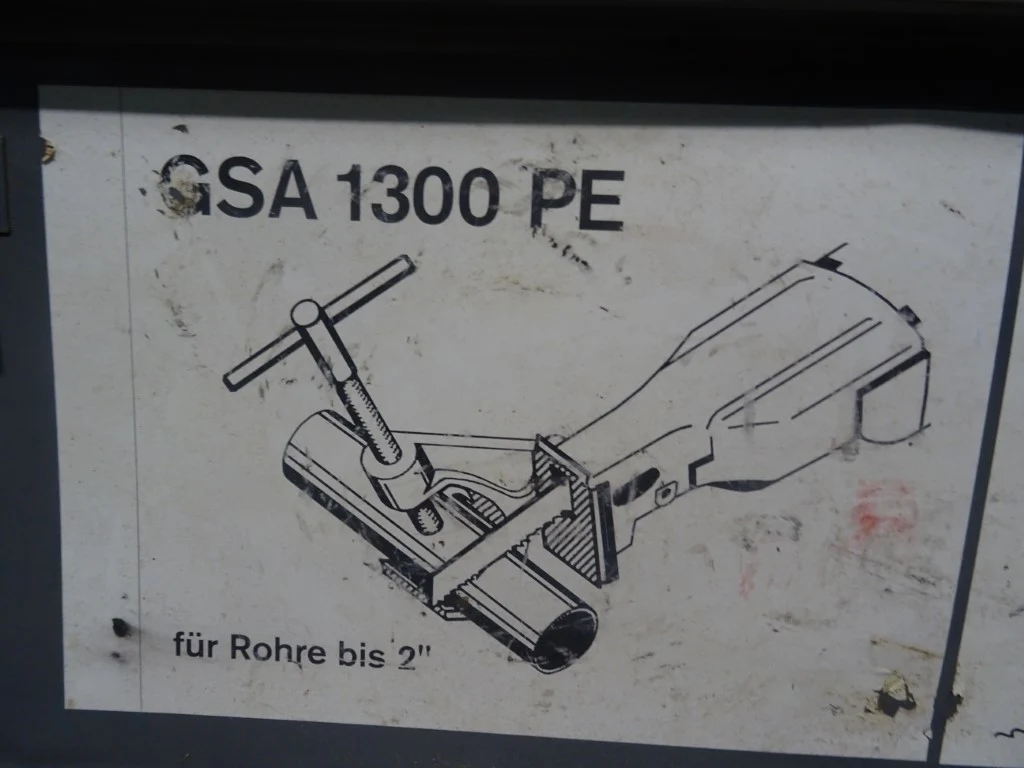 GSA 1300 PE
für Rohre bis 2"